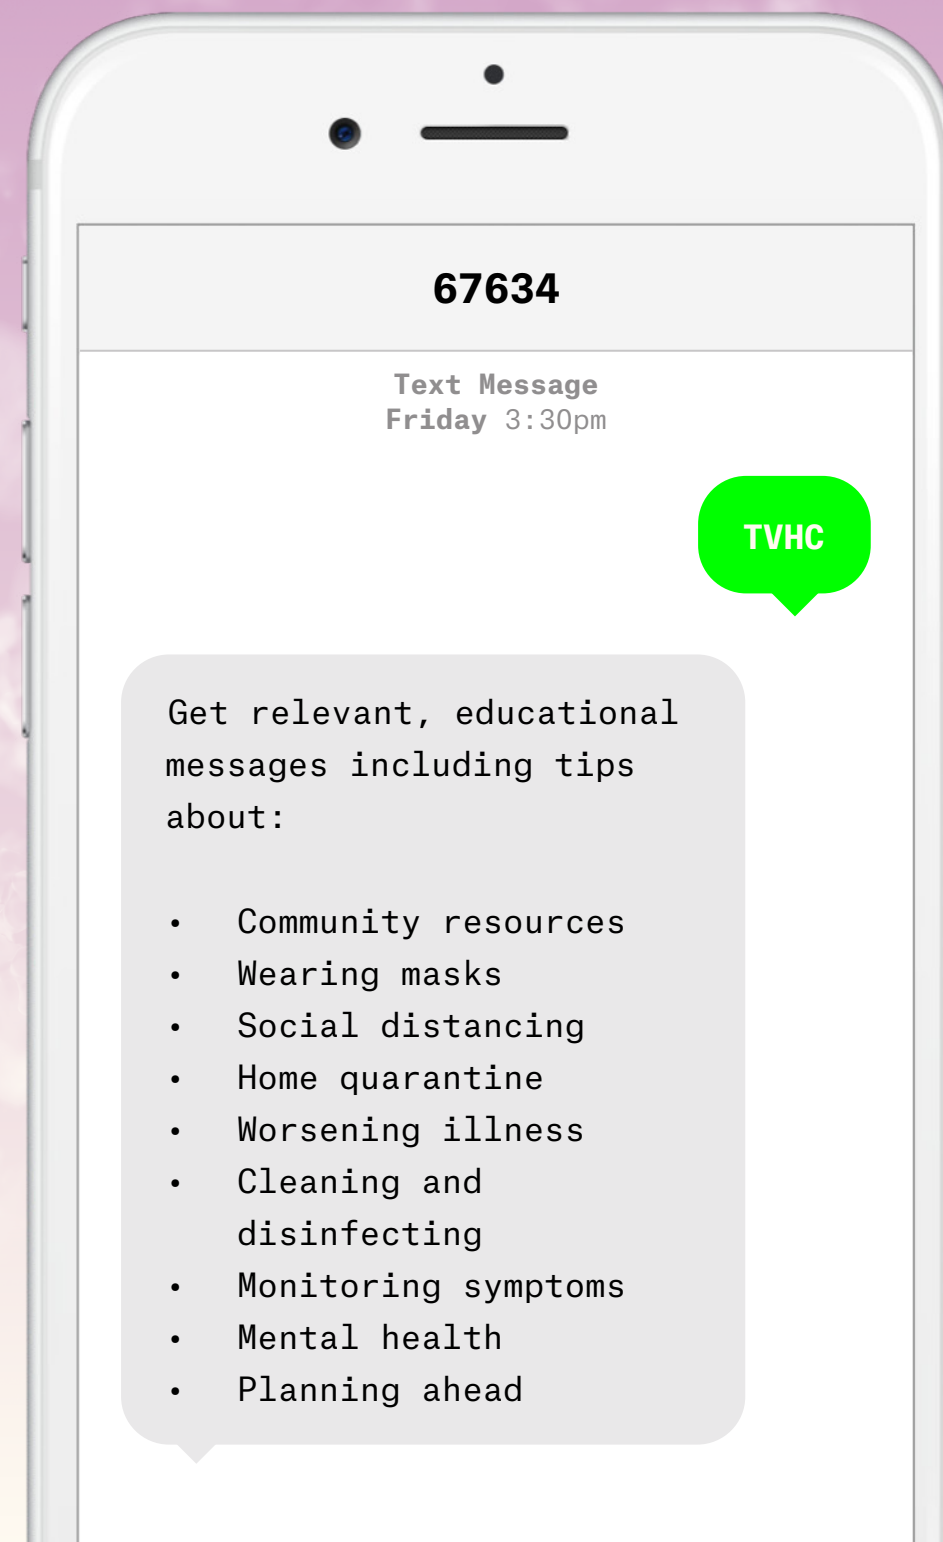 67634
Text Message
Friday 3:30pm
TVHC
Get relevant, educational
messages including tips
about:
• Community resources
• Wearing masks
• Social distancing
• Home quarantine
• Worsening illness
• Cleaning and
disinfecting
• Monitoring symptoms
• Mental health
• Planning ahead